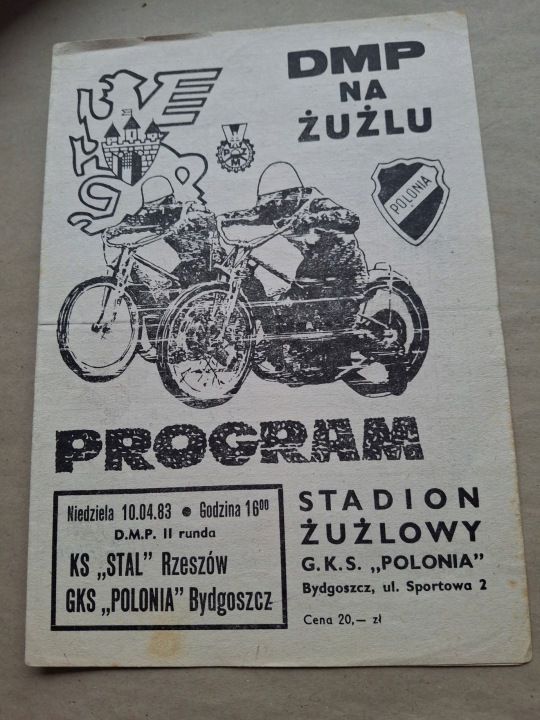 DMP
NA
ŻUŻLU
POLONIA
PROGRAM
Niedziela 10.04.83 • Godzina 16⁰⁰
D.M.P. II runda
KS „STAL" Rzeszów
GKS „POLONIA" Bydgoszcz
STADION
ŻUŻLOWY
G.K.S. „POLONIA"
Bydgoszcz, ul. Sportowa 2
Cena 20,— zł